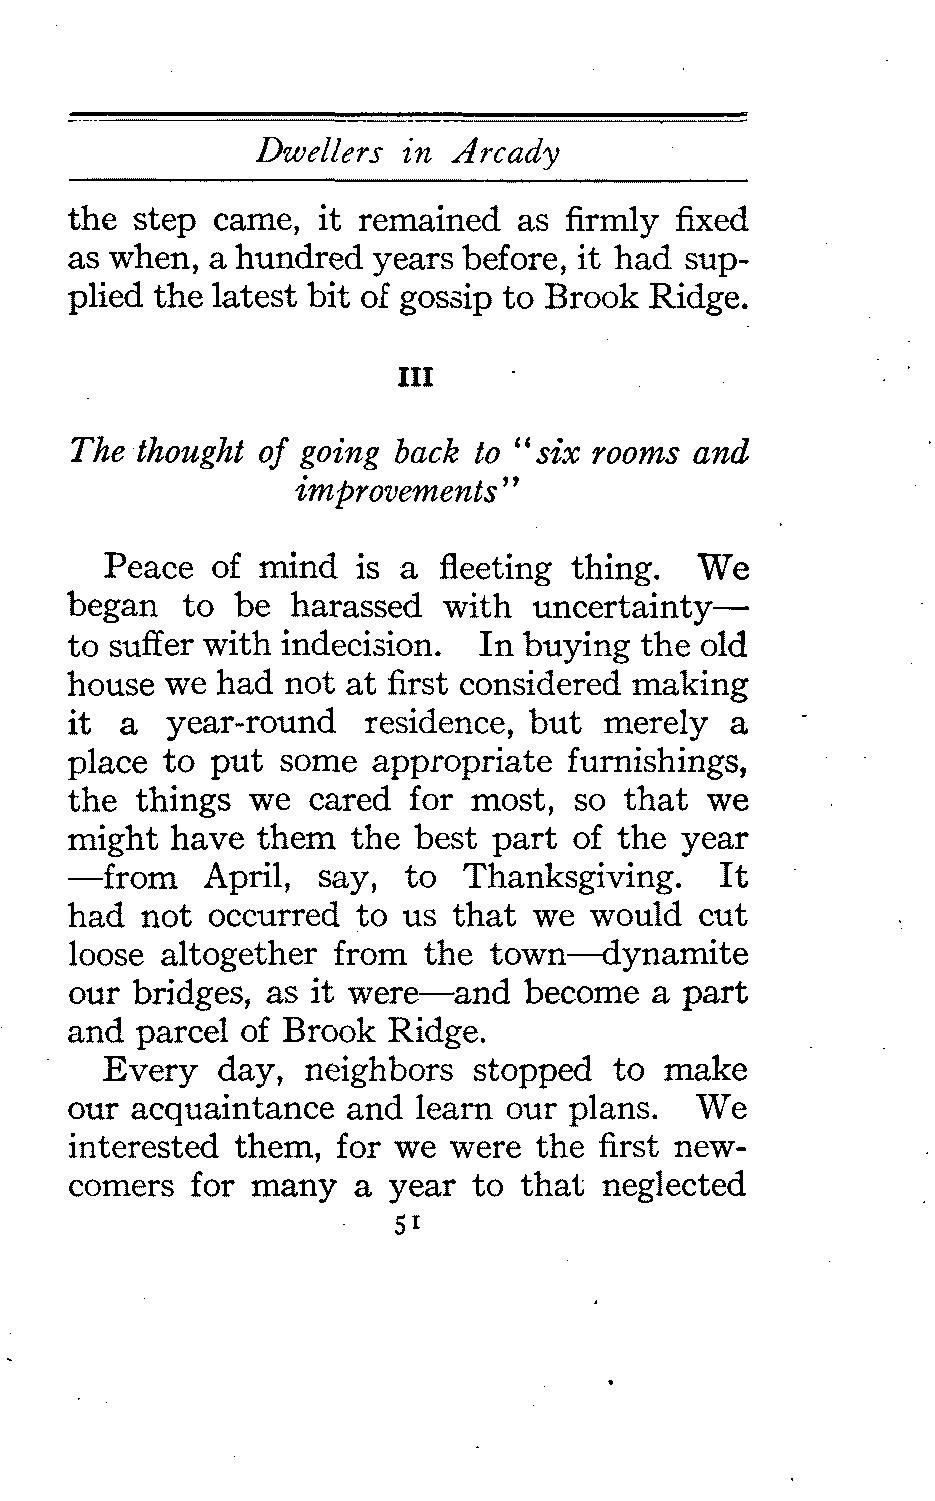 Dwellers in Arcady
the step came, it remained as firmly fixed
as when, a hundred years before, it had sup-
plied the latest bit of gossip to Brook Ridge.
III
The thought of going back to "six rooms and
improvements"
Peace of mind is a fleeting thing. We
began to be harassed with uncertainty—
to suffer with indecision. In buying the old
house we had not at first considered making
it a year-round residence, but merely a
place to put some appropriate furnishings,
the things we cared for most, so that we
might have them the best part of the year
—from April, say, to Thanksgiving. It
had not occurred to us that we would cut
loose altogether from the town—dynamite
our bridges, as it were—and become a part
and parcel of Brook Ridge.
Every day, neighbors stopped to make
our acquaintance and learn our plans. We
interested them, for we were the first new-
comers for many a year to that neglected
51